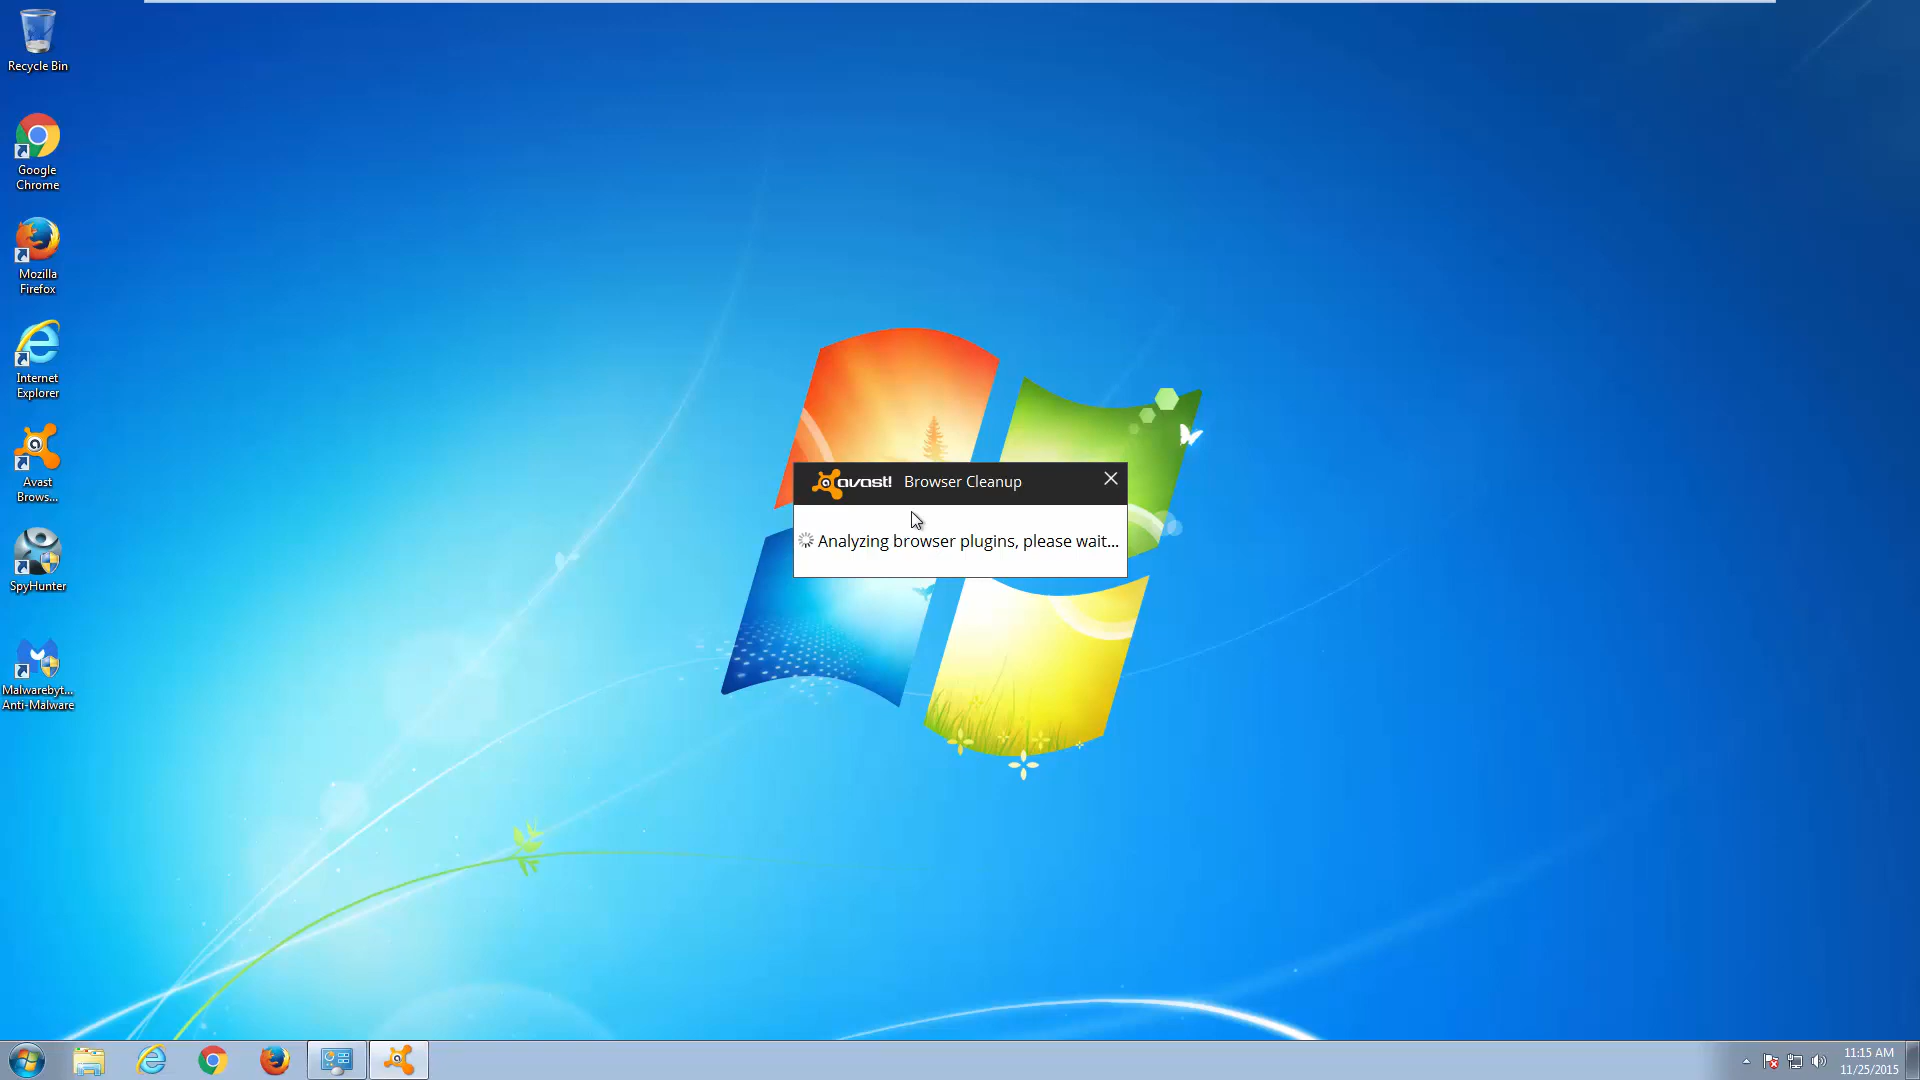 Recycle Bin
Google
Chrome
Mozilla
Firefox
Internet
Explorer
Avast
Brows...
SpyHunter
Malwarebyt...
Anti-Malware
avast! Browser Cleanup
Analyzing browser plugins, please wait...
11:15 AM
11/25/2015